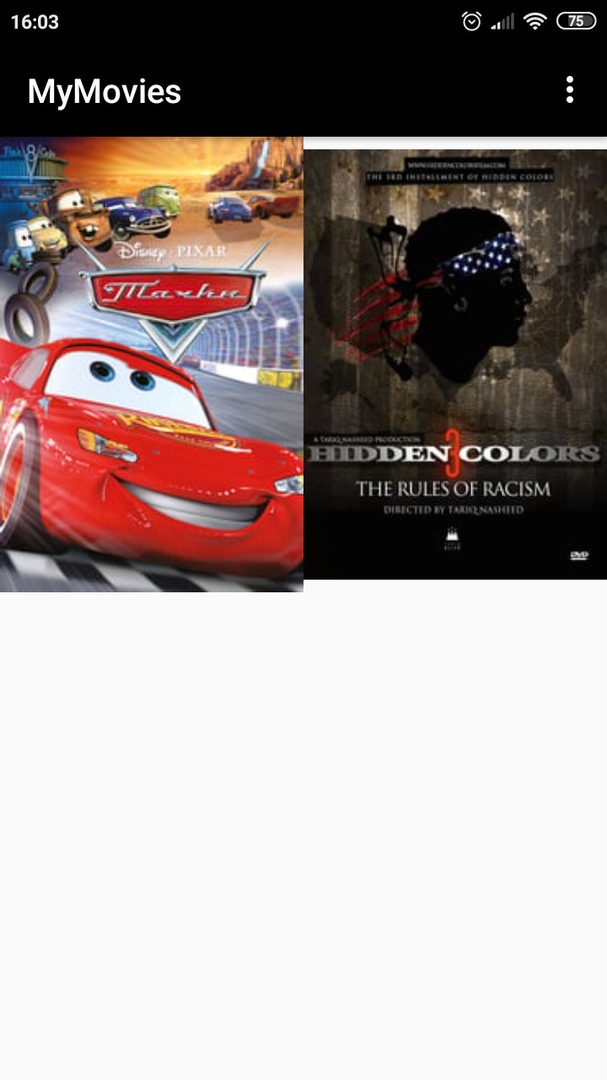 16:03
75
MyMovies
Disney · PIXAR
Тачки
WWW.HIDDENCOLORSFILM.COM
THE 3RD INSTALLMENT OF HIDDEN COLORS
A TARIQ NASHEED PRODUCTION
HIDDEN 3 COLORS
THE RULES OF RACISM
DIRECTED BY TARIQ NASHEED
DVD